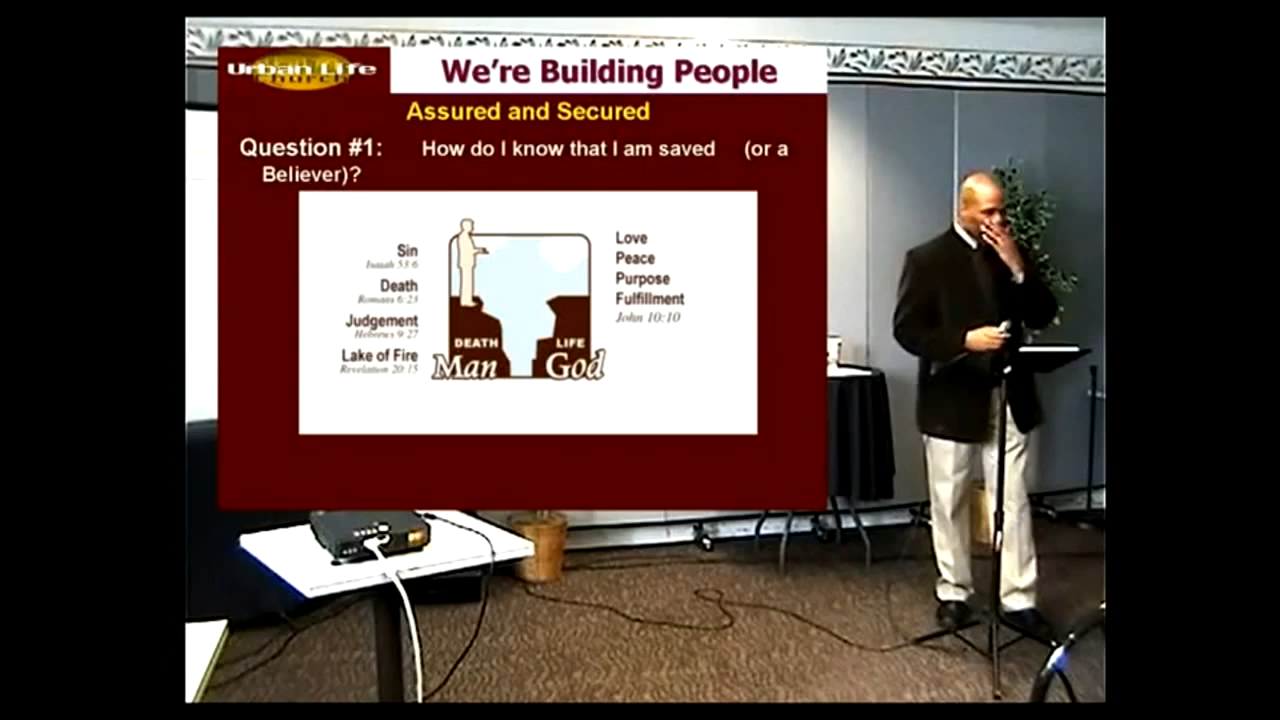 Urban Life
church
We're Building People
Assured and Secured
Question #1: How do I know that I am saved (or a
Believer)?
Sin
Isaiah 53:6
Death
Romans 6:23
Judgement
Hebrews 9:27
Lake of Fire
Revelation 20:15
DEATH
Man
LIFE
God
Love
Peace
Purpose
Fulfillment
John 10:10